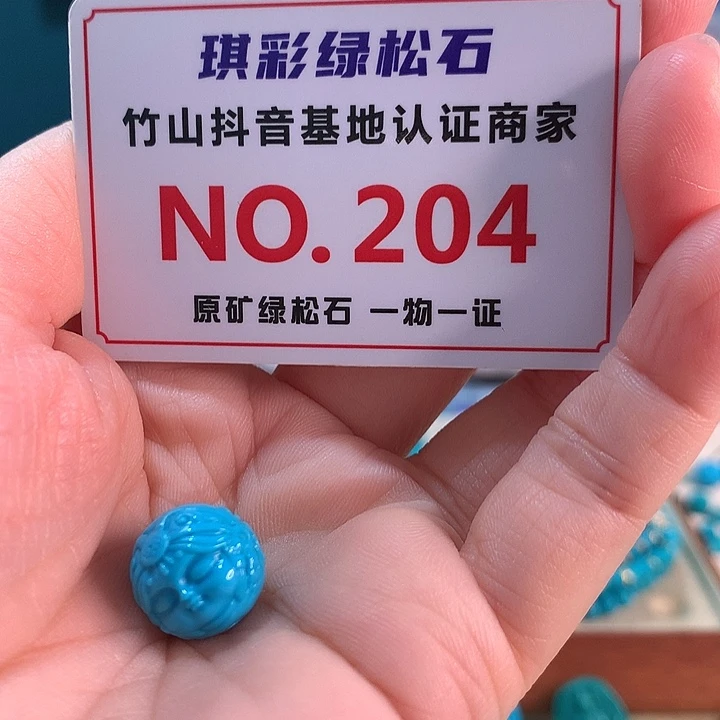 琪彩绿松石
竹山抖音基地认证商家
NO.204
原矿绿松石 一物一证